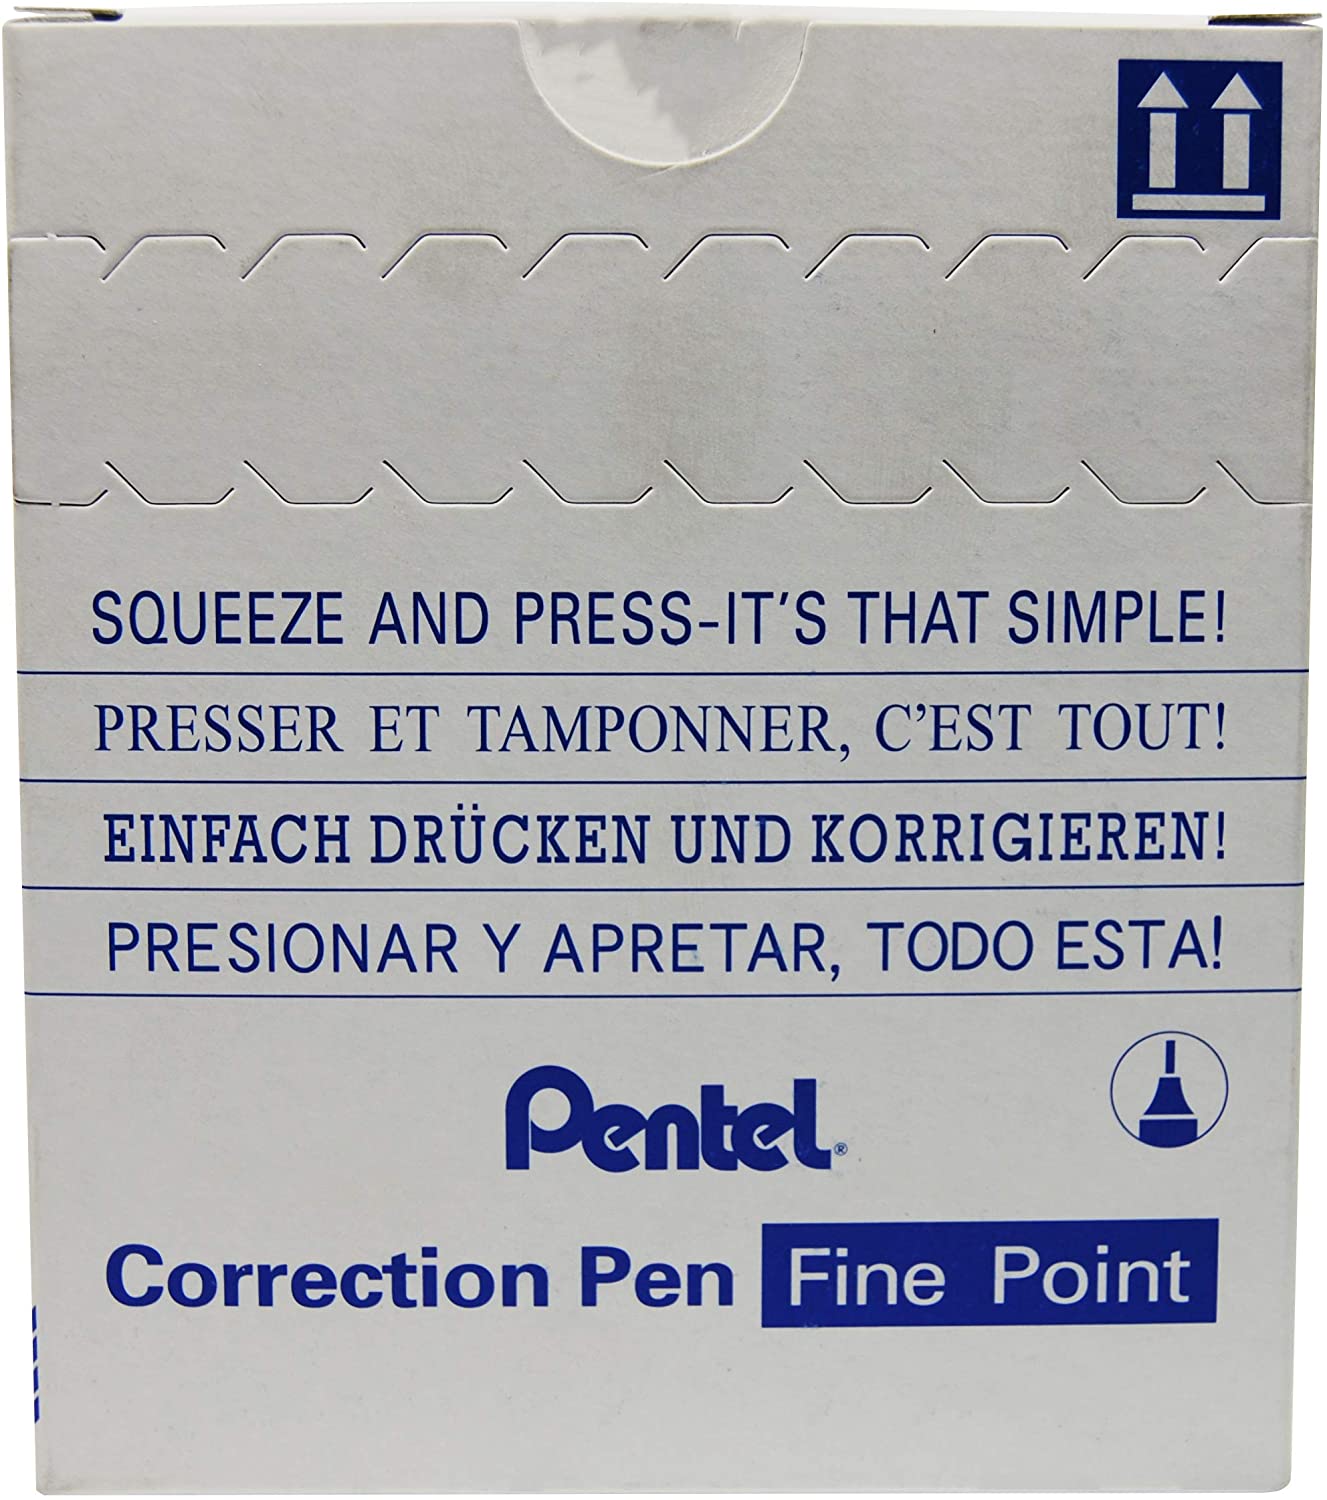 SQUEEZE AND PRESS-IT'S THAT SIMPLE!
PRESSER ET TAMPONNER, C'EST TOUT!
EINFACH DRÜCKEN UND KORRIGIEREN!
PRESIONAR Y APRETAR, TODO ESTA!
Pentel®
Correction Pen Fine Point